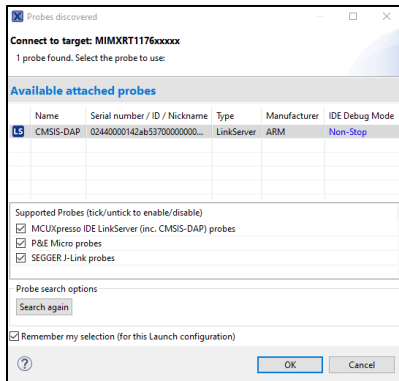 Probes discovered
Connect to target: MIMXRT1176xxxxx
1 probe found. Select the probe to use:
Available attached probes
Name Serial number / ID / Nickname Type Manufacturer IDE Debug Mode
LS CMSIS-DAP 02440000142ab53700000000... LinkServer ARM Non-Stop
Supported Probes (tick/untick to enable/disable)
MCUXpresso IDE LinkServer (inc. CMSIS-DAP) probes
P&E Micro probes
SEGGER J-Link probes
Probe search options
Search again
Remember my selection (for this Launch configuration)
? OK Cancel